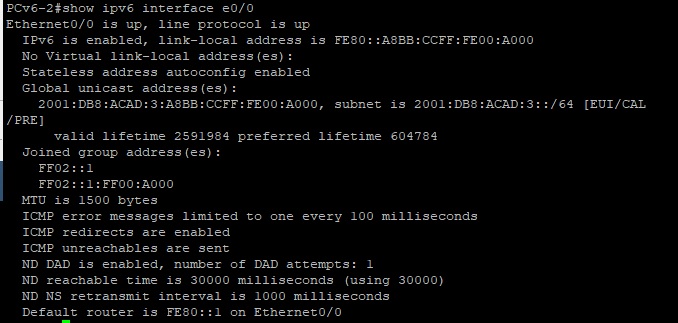 PCv6-2#show ipv6 interface e0/0
Ethernet0/0 is up, line protocol is up
  IPv6 is enabled, link-local address is FE80::A8BB:CCFF:FE00:A000
  No Virtual link-local address(es):
  Stateless address autoconfig enabled
  Global unicast address(es):
    2001:DB8:ACAD:3:A8BB:CCFF:FE00:A000, subnet is 2001:DB8:ACAD:3::/64 [EUI/CAL
/PRE]
      valid lifetime 2591984 preferred lifetime 604784
  Joined group address(es):
    FF02::1
    FF02::1:FF00:A000
  MTU is 1500 bytes
  ICMP error messages limited to one every 100 milliseconds
  ICMP redirects are enabled
  ICMP unreachables are sent
  ND DAD is enabled, number of DAD attempts: 1
  ND reachable time is 30000 milliseconds (using 30000)
  ND NS retransmit interval is 1000 milliseconds
  Default router is FE80::1 on Ethernet0/0